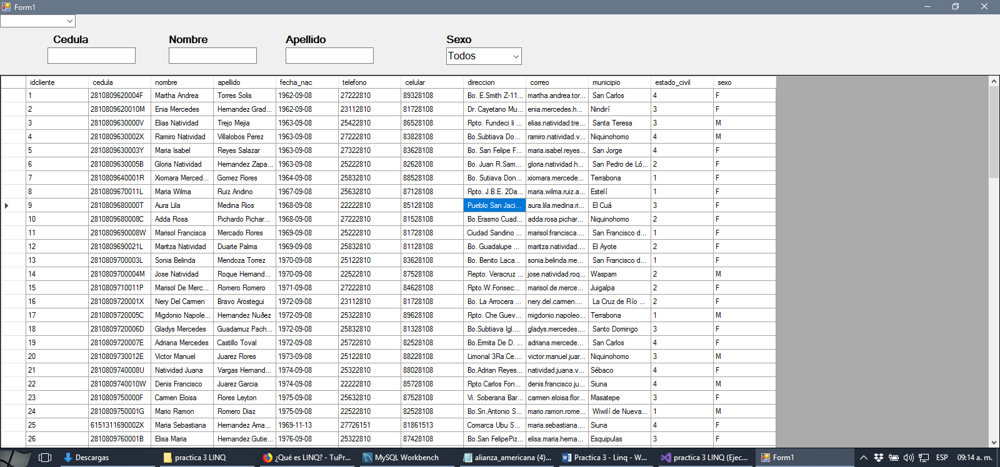 Form1
Cedula Nombre Apellido Sexo
Todos
idcliente cedula nombre apellido fecha_nac telefono celular direccion correo municipio estado_civil sexo
1 2810809620004F Martha Andrea Torres Solis 1962-09-08 27222810 89328108 Bo. E.Smith Z-11... martha.andrea.tor... San Carlos 4 F
2 2810809620010M Enia Mercedes Hernandez Grad... 1962-09-08 23112810 81728108 Dr. Cayetano Mu... enia.mercedes.h... Nindirí 3 F
3 2810809630000V Elias Natividad Trejo Mejia 1963-09-08 25422810 86528108 Rpto. Fundeci Ii ... elias.natividad.tre... Santa Teresa 3 M
4 2810809630002X Ramiro Natividad Villalobos Perez 1963-09-08 27222810 83828108 Bo.Subtiava Do... ramiro.natividad.v... Niquinohomo 4 M
5 2810809630003Y Maria Isabel Reyes Salazar 1963-09-08 27322810 83628108 Bo. San Felipe F... maria.isabel.reyes... San Jorge 4 F
6 2810809630005B Gloria Natividad Hernandez Zapa... 1963-09-08 25222810 82628108 Bo. Juan R.Sam... gloria.natividad.h... San Pedro de Ló... 2 F
7 2810809640001R Xiomara Merced... Gomez Flores 1964-09-08 25832810 88528108 Bo. Sutiava Don... xiomara.mercede... Terrabona 1 F
8 2810809670011L Maria Wilma Ruiz Andino 1967-09-08 25632810 87128108 Rpto. J.B.E. 2Da... maria.wilma.ruiz.a... Estelí 1 F
9 2810809680000T Aura Lila Medina Rios 1968-09-08 22222810 85128108 Pueblo San Jaci... aura.lila.medina.ri... El Cuá 3 F
10 2810809680008C Adda Rosa Pichardo Pichar... 1968-09-08 27222810 81528108 Bo.Erasmo Cuad... adda.rosa.pichar... Niquinohomo 2 F
11 2810809690008W Marisol Francisca Mercado Flores 1969-09-08 25222810 81728108 Ciudad Sandino ... marisol.francisca.... San Francisco d... 1 F
12 2810809690021L Maritza Natividad Duarte Palma 1969-09-08 25832810 81128108 Bo. Guadalupe ... maritza.natividad.... El Ayote 2 F
13 2810809700003L Sonia Belinda Mendoza Torrez 1970-09-08 25122810 83628108 Bo. Benito Laca... sonia.belinda.me... San Francisco d... 1 F
14 2810809700004M Jose Natividad Roque Hernand... 1970-09-08 22522810 87528108 Repto. Veracruz ... jose.natividad.roq... Waspam 2 M
15 2810809710011P Marisol De Merc... Romero Romero 1971-09-08 27222810 84628108 Rpto.W.Fonsec... marisol.de.merce... Juigalpa 2 F
16 2810809720001X Nery Del Carmen Bravo Arostegui 1972-09-08 23112810 81728108 Bo. La Arrocera ... nery.del.carmen.... La Cruz de Río ... 2 F
17 2810809720005C Migdonio Napole... Hernandez Nuðez 1972-09-08 25322810 89628108 Rpto. Che Guev... migdonio.napoleo... Terrabona 1 M
18 2810809720006D Gladys Mercedes Guadamuz Pach... 1972-09-08 25832810 81328108 Bo.Subtiava Igl.... gladys.mercedes.... Santo Domingo 3 F
19 2810809720007E Adriana Mercedes Castillo Toval 1972-09-08 25722810 82528108 Bo.Ermita De D. ... adriana.mercede... San Carlos 4 F
20 2810809730012E Victor Manuel Juarez Flores 1973-09-08 25122810 88228108 Limonal 3Ra.Ce.... victor.manuel.juar... Niquinohomo 3 M
21 2810809740008U Natividad Juana Vargas Hernand... 1974-09-08 25322810 88028108 Bo.Adrian Reyes... natividad.juana.v... Sébaco 4 F
22 2810809740010W Denis Francisco Juarez Garcia 1974-09-08 22222810 85728108 Rpto.Carlos Fon... denis.francisco.ju... Siuna 4 M
23 2810809750000F Carmen Eloisa Flores Leyton 1975-09-08 25632810 87528108 Vi. Soberana Bar... carmen.eloisa.flor... Masatepe 3 F
24 2810809750001G Mario Ramon Romero Diaz 1975-09-08 22522810 82528108 Bo.Sn.Antonio S... mario.ramon.rome... Wiwilí de Nueva... 1 M
25 6151311690002X Maria Sebastiana Hernandez Ama... 1969-11-13 27726151 81861513 Comarca Ubu S... maria.sebastiana.... Siuna 4 F
26 2810809760001B Elisa Maria Hernandez Gutie... 1976-09-08 25322810 87428108 Bo.San FelipePiz... elisa.maria.herna... Esquipulas 3 F
Descargas practica 3 LINQ ¿Qué es LINQ? - TuPr... MySQL Workbench alianza_americana (4)... Practica 3 - Linq - W... practica 3 LINQ (Ejec... Form1 ESP 09:14 a. m.